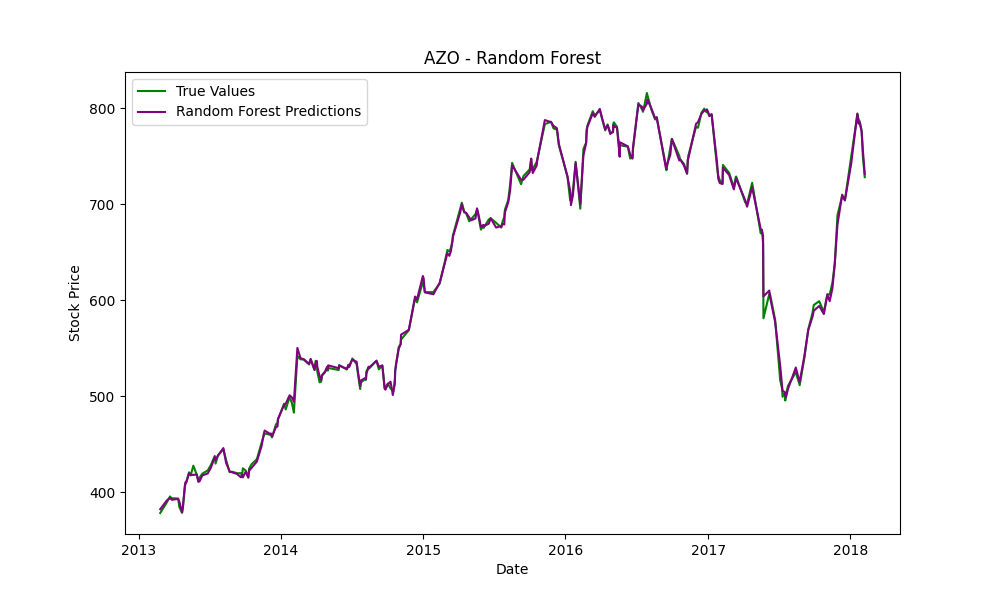 AZO - Random Forest
True Values
Random Forest Predictions
800
700
600
500
400
Stock Price
2013
2014
2015
2016
2017
2018
Date